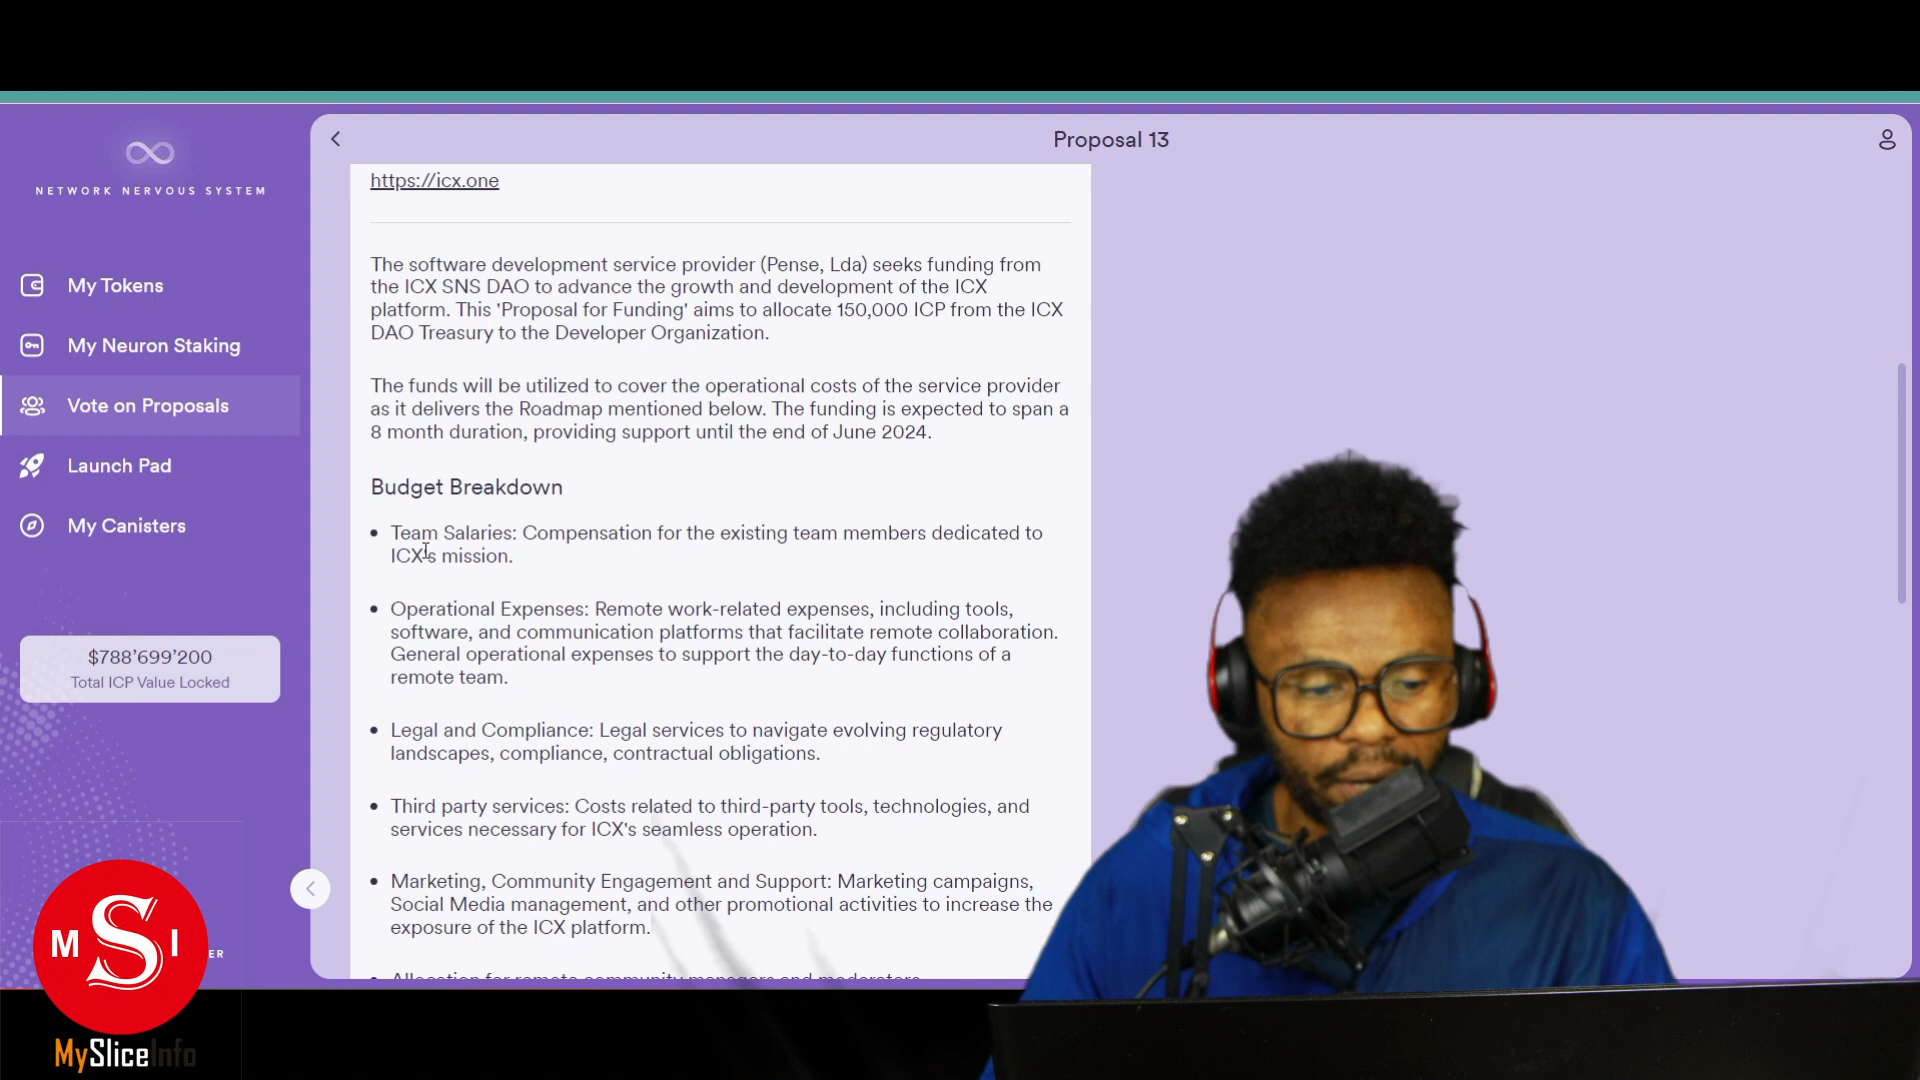 NETWORK NERVOUS SYSTEM
My Tokens
My Neuron Staking
Vote on Proposals
Launch Pad
My Canisters
$788’699’200
Total ICP Value Locked
ER
M S I
MySliceInfo
Proposal 13
https://icx.one
The software development service provider (Pense, Lda) seeks funding from
the ICX SNS DAO to advance the growth and development of the ICX
platform. This 'Proposal for Funding' aims to allocate 150,000 ICP from the ICX
DAO Treasury to the Developer Organization.
The funds will be utilized to cover the operational costs of the service provider
as it delivers the Roadmap mentioned below. The funding is expected to span a
8 month duration, providing support until the end of June 2024.
Budget Breakdown
• Team Salaries: Compensation for the existing team members dedicated to
ICX's mission.
• Operational Expenses: Remote work-related expenses, including tools,
software, and communication platforms that facilitate remote collaboration.
General operational expenses to support the day-to-day functions of a
remote team.
• Legal and Compliance: Legal services to navigate evolving regulatory
landscapes, compliance, contractual obligations.
• Third party services: Costs related to third-party tools, technologies, and
services necessary for ICX's seamless operation.
• Marketing, Community Engagement and Support: Marketing campaigns,
Social Media management, and other promotional activities to increase the
exposure of the ICX platform.
• Allocation for remote community managers and moderators